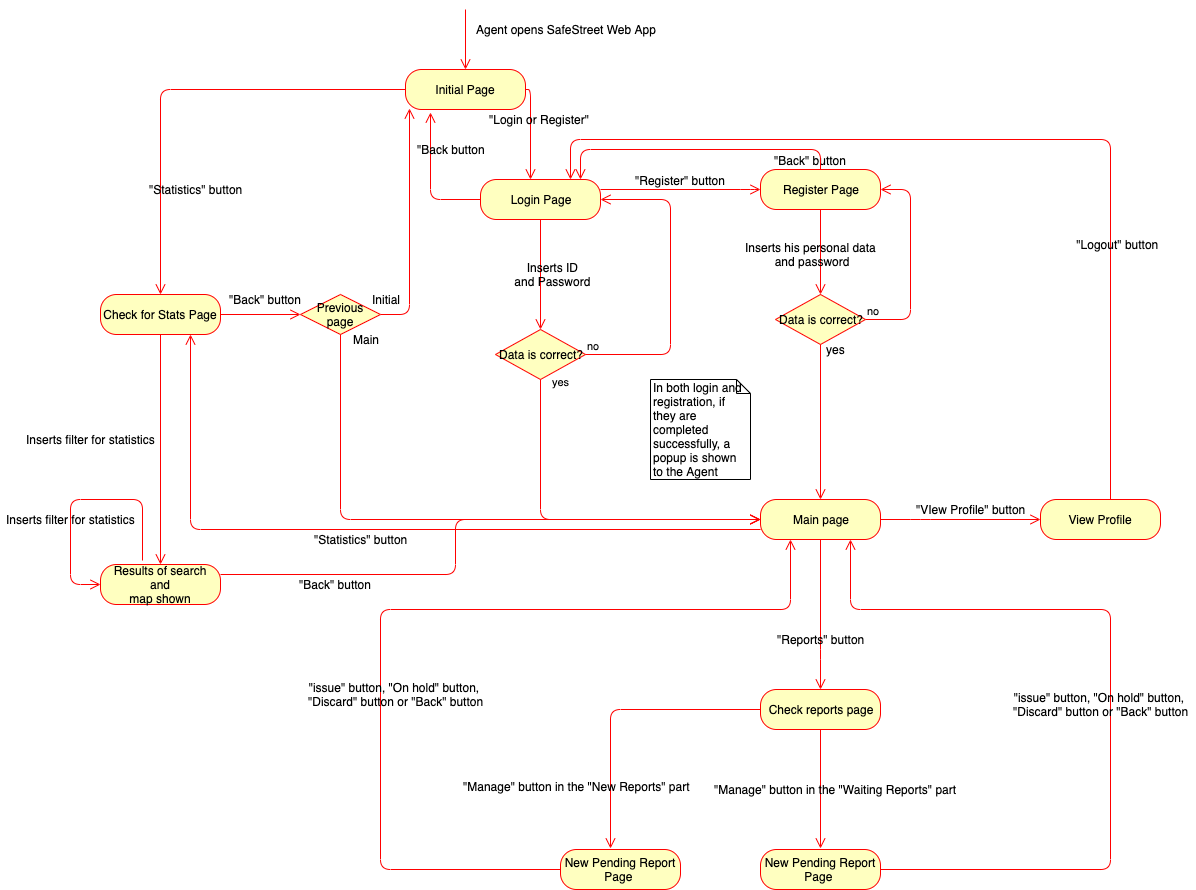 Agent opens SafeStreet Web App
Initial Page
"Login or Register"
"Back button
"Back" button
"Statistics" button
"Register" button
Login Page
Register Page
"Logout" button
Inserts his personal data
and password
Inserts ID
and Password
"Back" button
Initial
Check for Stats Page
Previous
page
Main
no
Data is correct?
yes
no
Data is correct?
yes
In both login and
registration, if
they are
completed
successfully, a
popup is shown
to the Agent
Inserts filter for statistics
Inserts filter for statistics
"VIew Profile" button
Main page
View Profile
"Statistics" button
Results of search
and
map shown
"Back" button
"Reports" button
"issue" button, "On hold" button,
"Discard" button or "Back" button
"issue" button, "On hold" button,
"Discard" button or "Back" button
Check reports page
"Manage" button in the "New Reports" part
"Manage" button in the "Waiting Reports" part
New Pending Report
Page
New Pending Report
Page